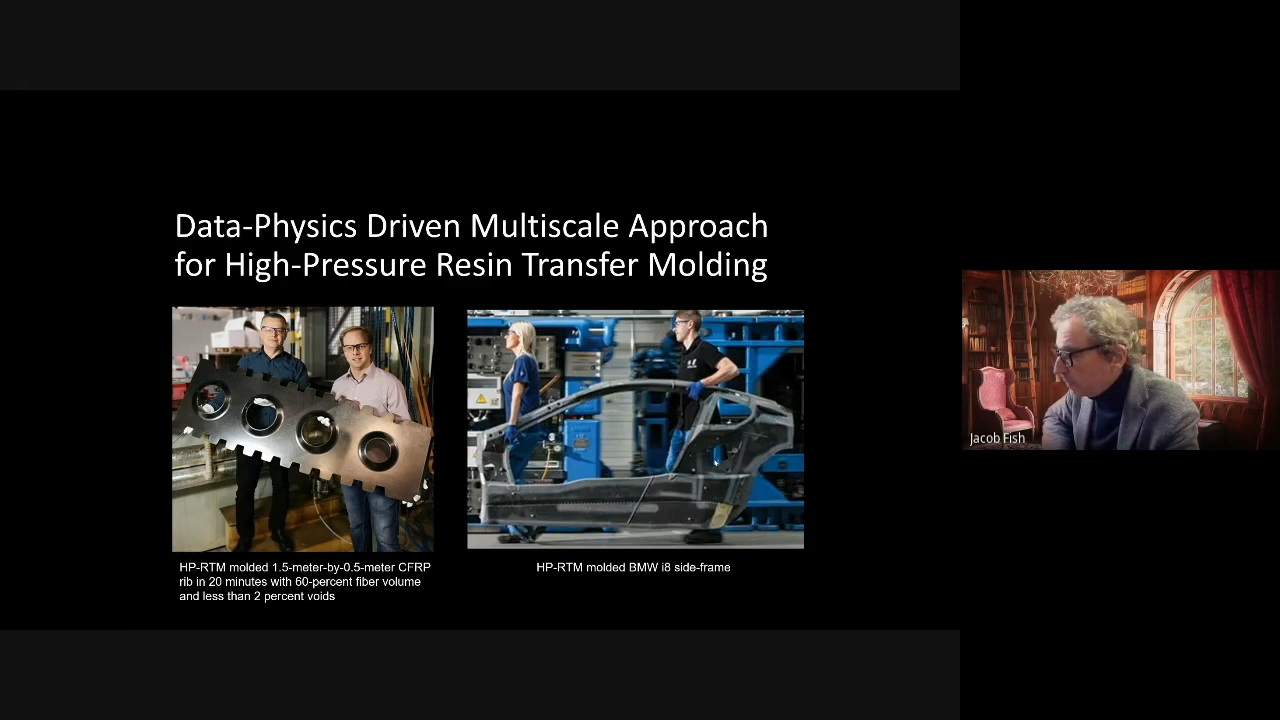 Data-Physics Driven Multiscale Approach
for High-Pressure Resin Transfer Molding
HP-RTM molded 1.5-meter-by-0.5-meter CFRP
rib in 20 minutes with 60-percent fiber volume
and less than 2 percent voids
HP-RTM molded BMW i8 side-frame
Jacob Fish